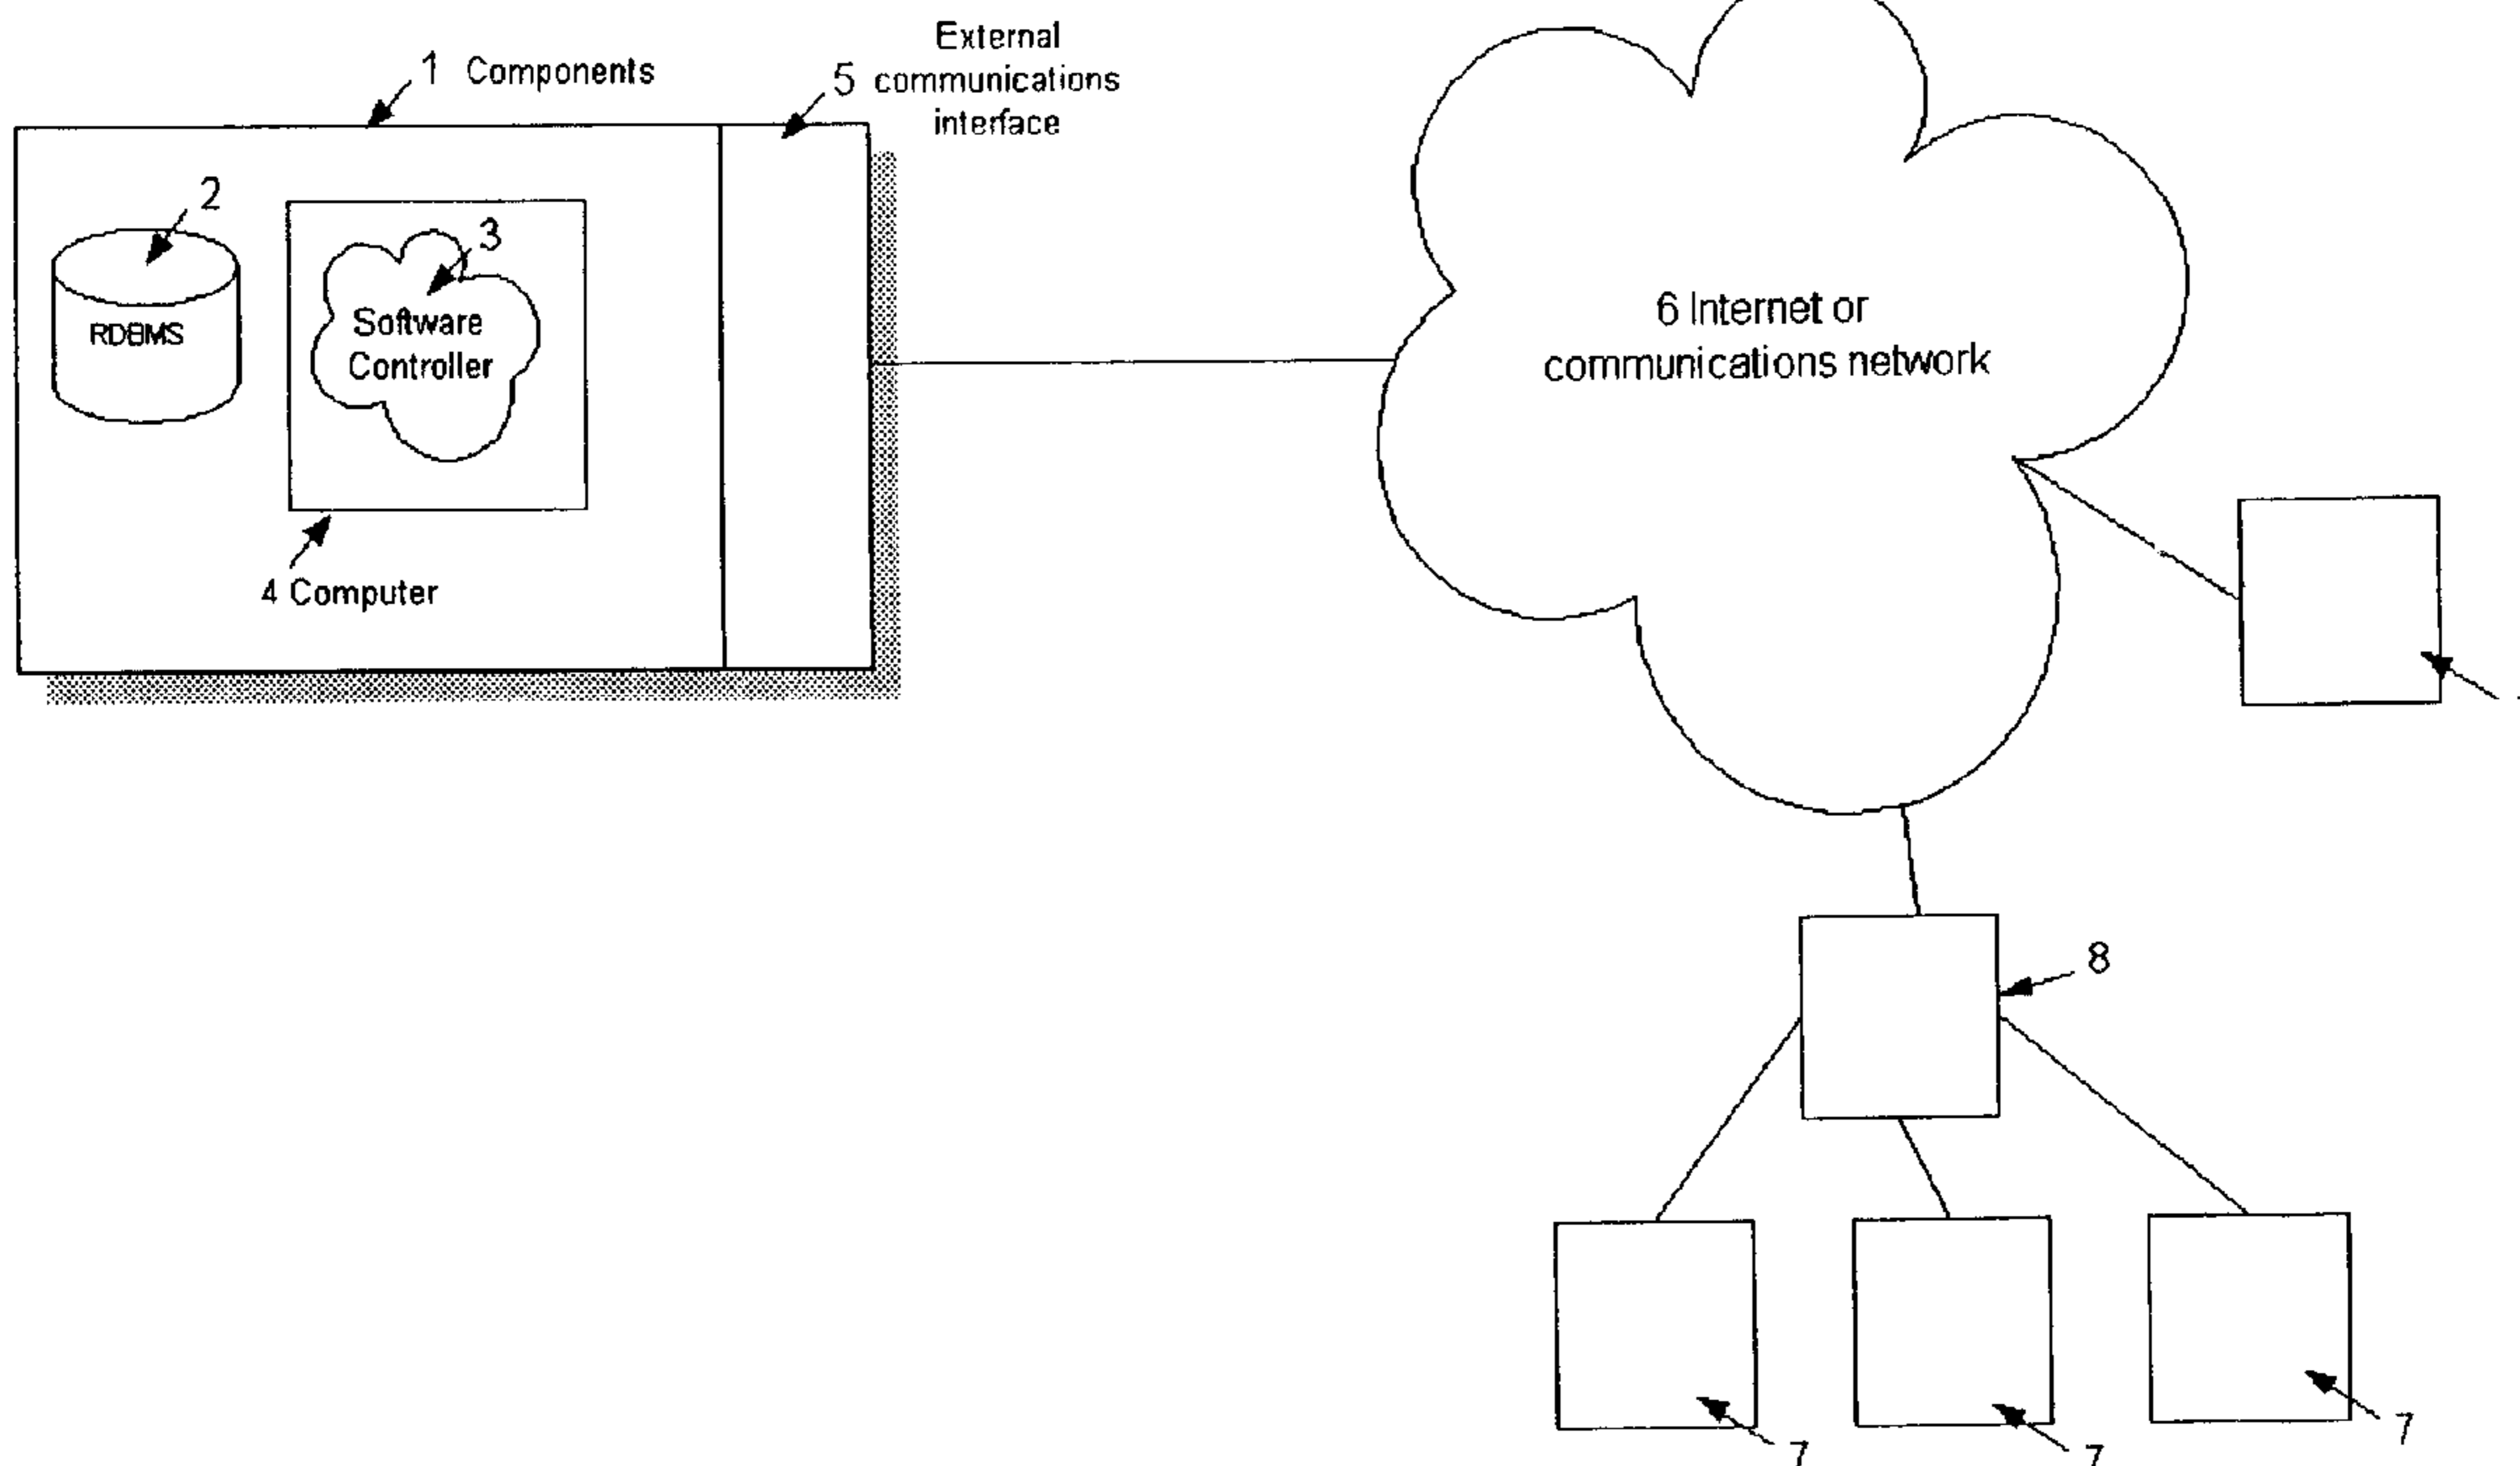 1 Components
5 External
communications
interface
2
3
RDBMS
Software
Controller
4 Computer
6 Internet or
communications network
8
7
7
7